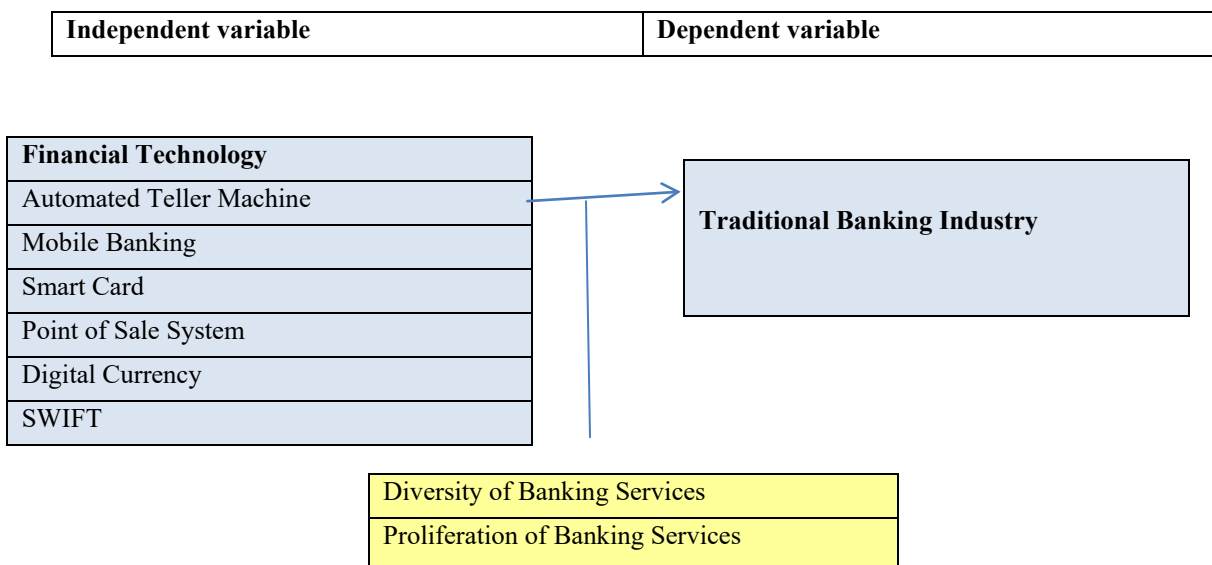 Independent variable
Dependent variable
Financial Technology
Automated Teller Machine
Mobile Banking
Smart Card
Point of Sale System
Digital Currency
SWIFT
Traditional Banking Industry
Diversity of Banking Services
Proliferation of Banking Services